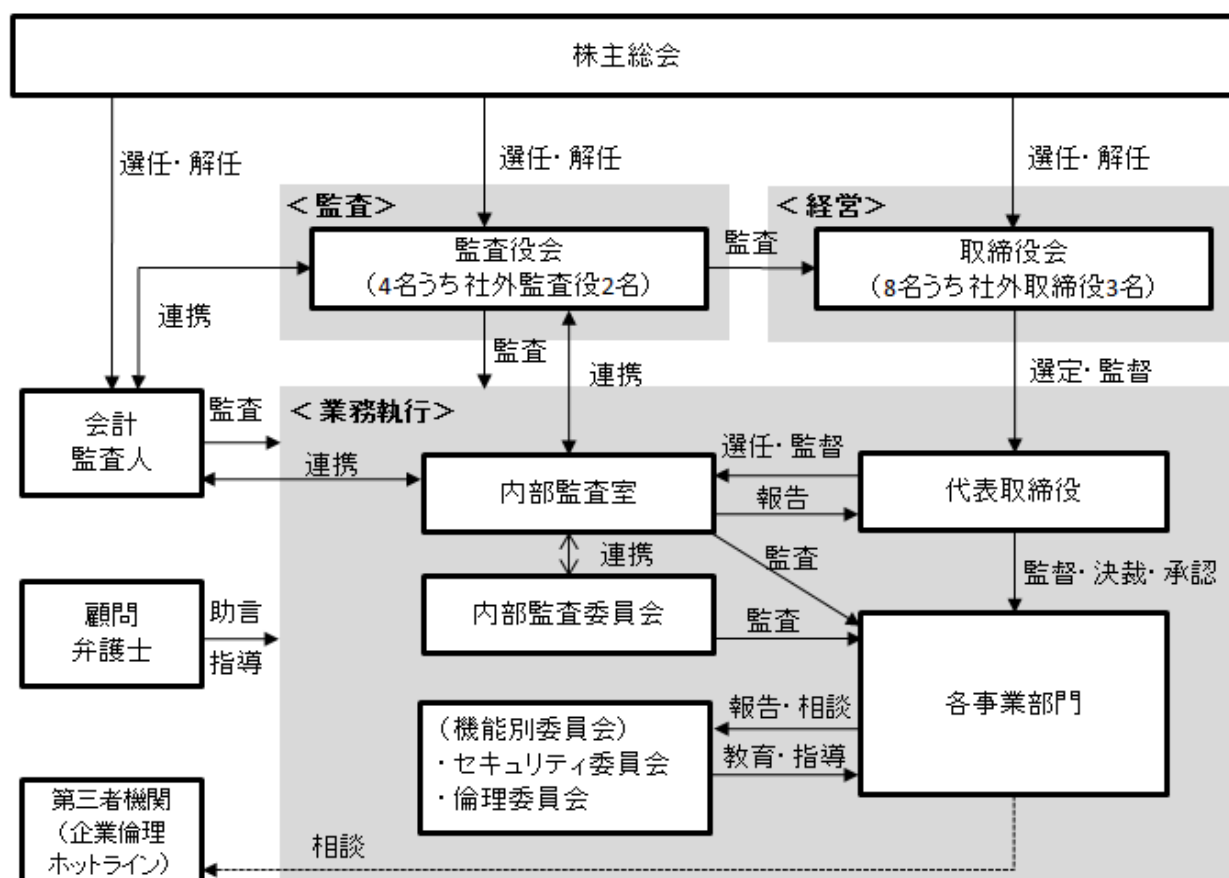 株主総会
選任・解任
選任・解任
選任・解任
＜監査＞
＜経営＞
監査役会
（4名うち社外監査役2名）
監査
取締役会
（8名うち社外取締役3名）
連携
監査
連携
選定・監督
会計
監査人
監査
＜業務執行＞
連携
内部監査室
選任・監督
報告
代表取締役
連携
監査
監督・決裁・承認
顧問
弁護士
助言
指導
内部監査委員会
監査
各事業部門
（機能別委員会）
・セキュリティ委員会
・倫理委員会
報告・相談
教育・指導
第三者機関
（企業倫理
ホットライン）
相談